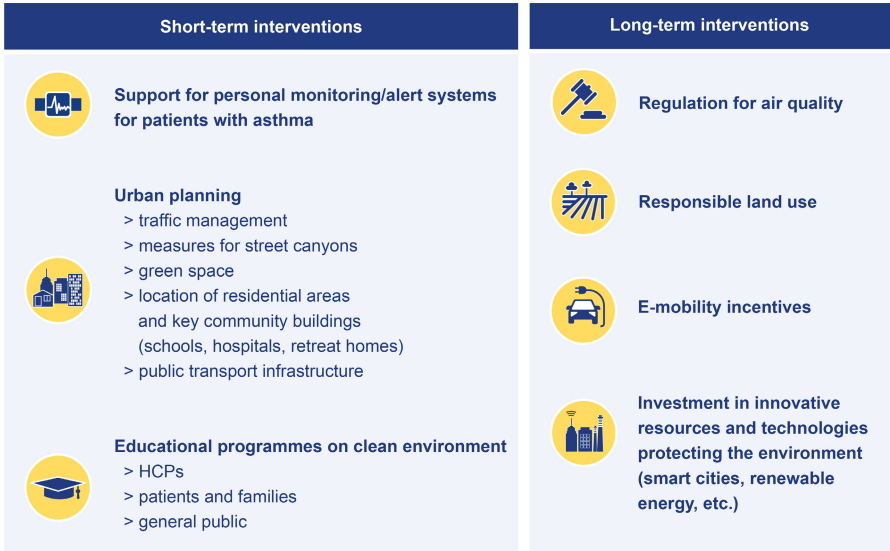 Short-term interventions
Support for personal monitoring/alert systems
for patients with asthma
Urban planning
> traffic management
> measures for street canyons
> green space
> location of residential areas
and key community buildings
(schools, hospitals, retreat homes)
> public transport infrastructure
Educational programmes on clean environment
> HCPs
> patients and families
> general public
Long-term interventions
Regulation for air quality
Responsible land use
E-mobility incentives
Investment in innovative
resources and technologies
protecting the environment
(smart cities, renewable
energy, etc.)